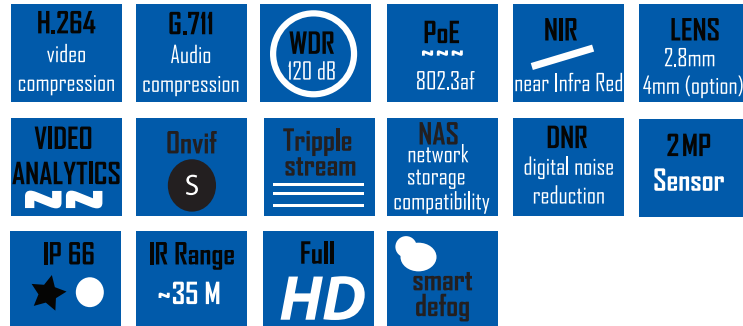 H.264
video
compression
G.711
Audio
compression
WDR
120 dB
PoE
802.3af
NIR
near Infra Red
LENS
2.8mm
4mm (option)
VIDEO
ANALYTICS
Onvif
S
Tripple
stream
NAS
network
storage
compatibility
DNR
digital noise
reduction
2 MP
Sensor
IP 66
IR Range
~35 M
Full
HD
smart
defog